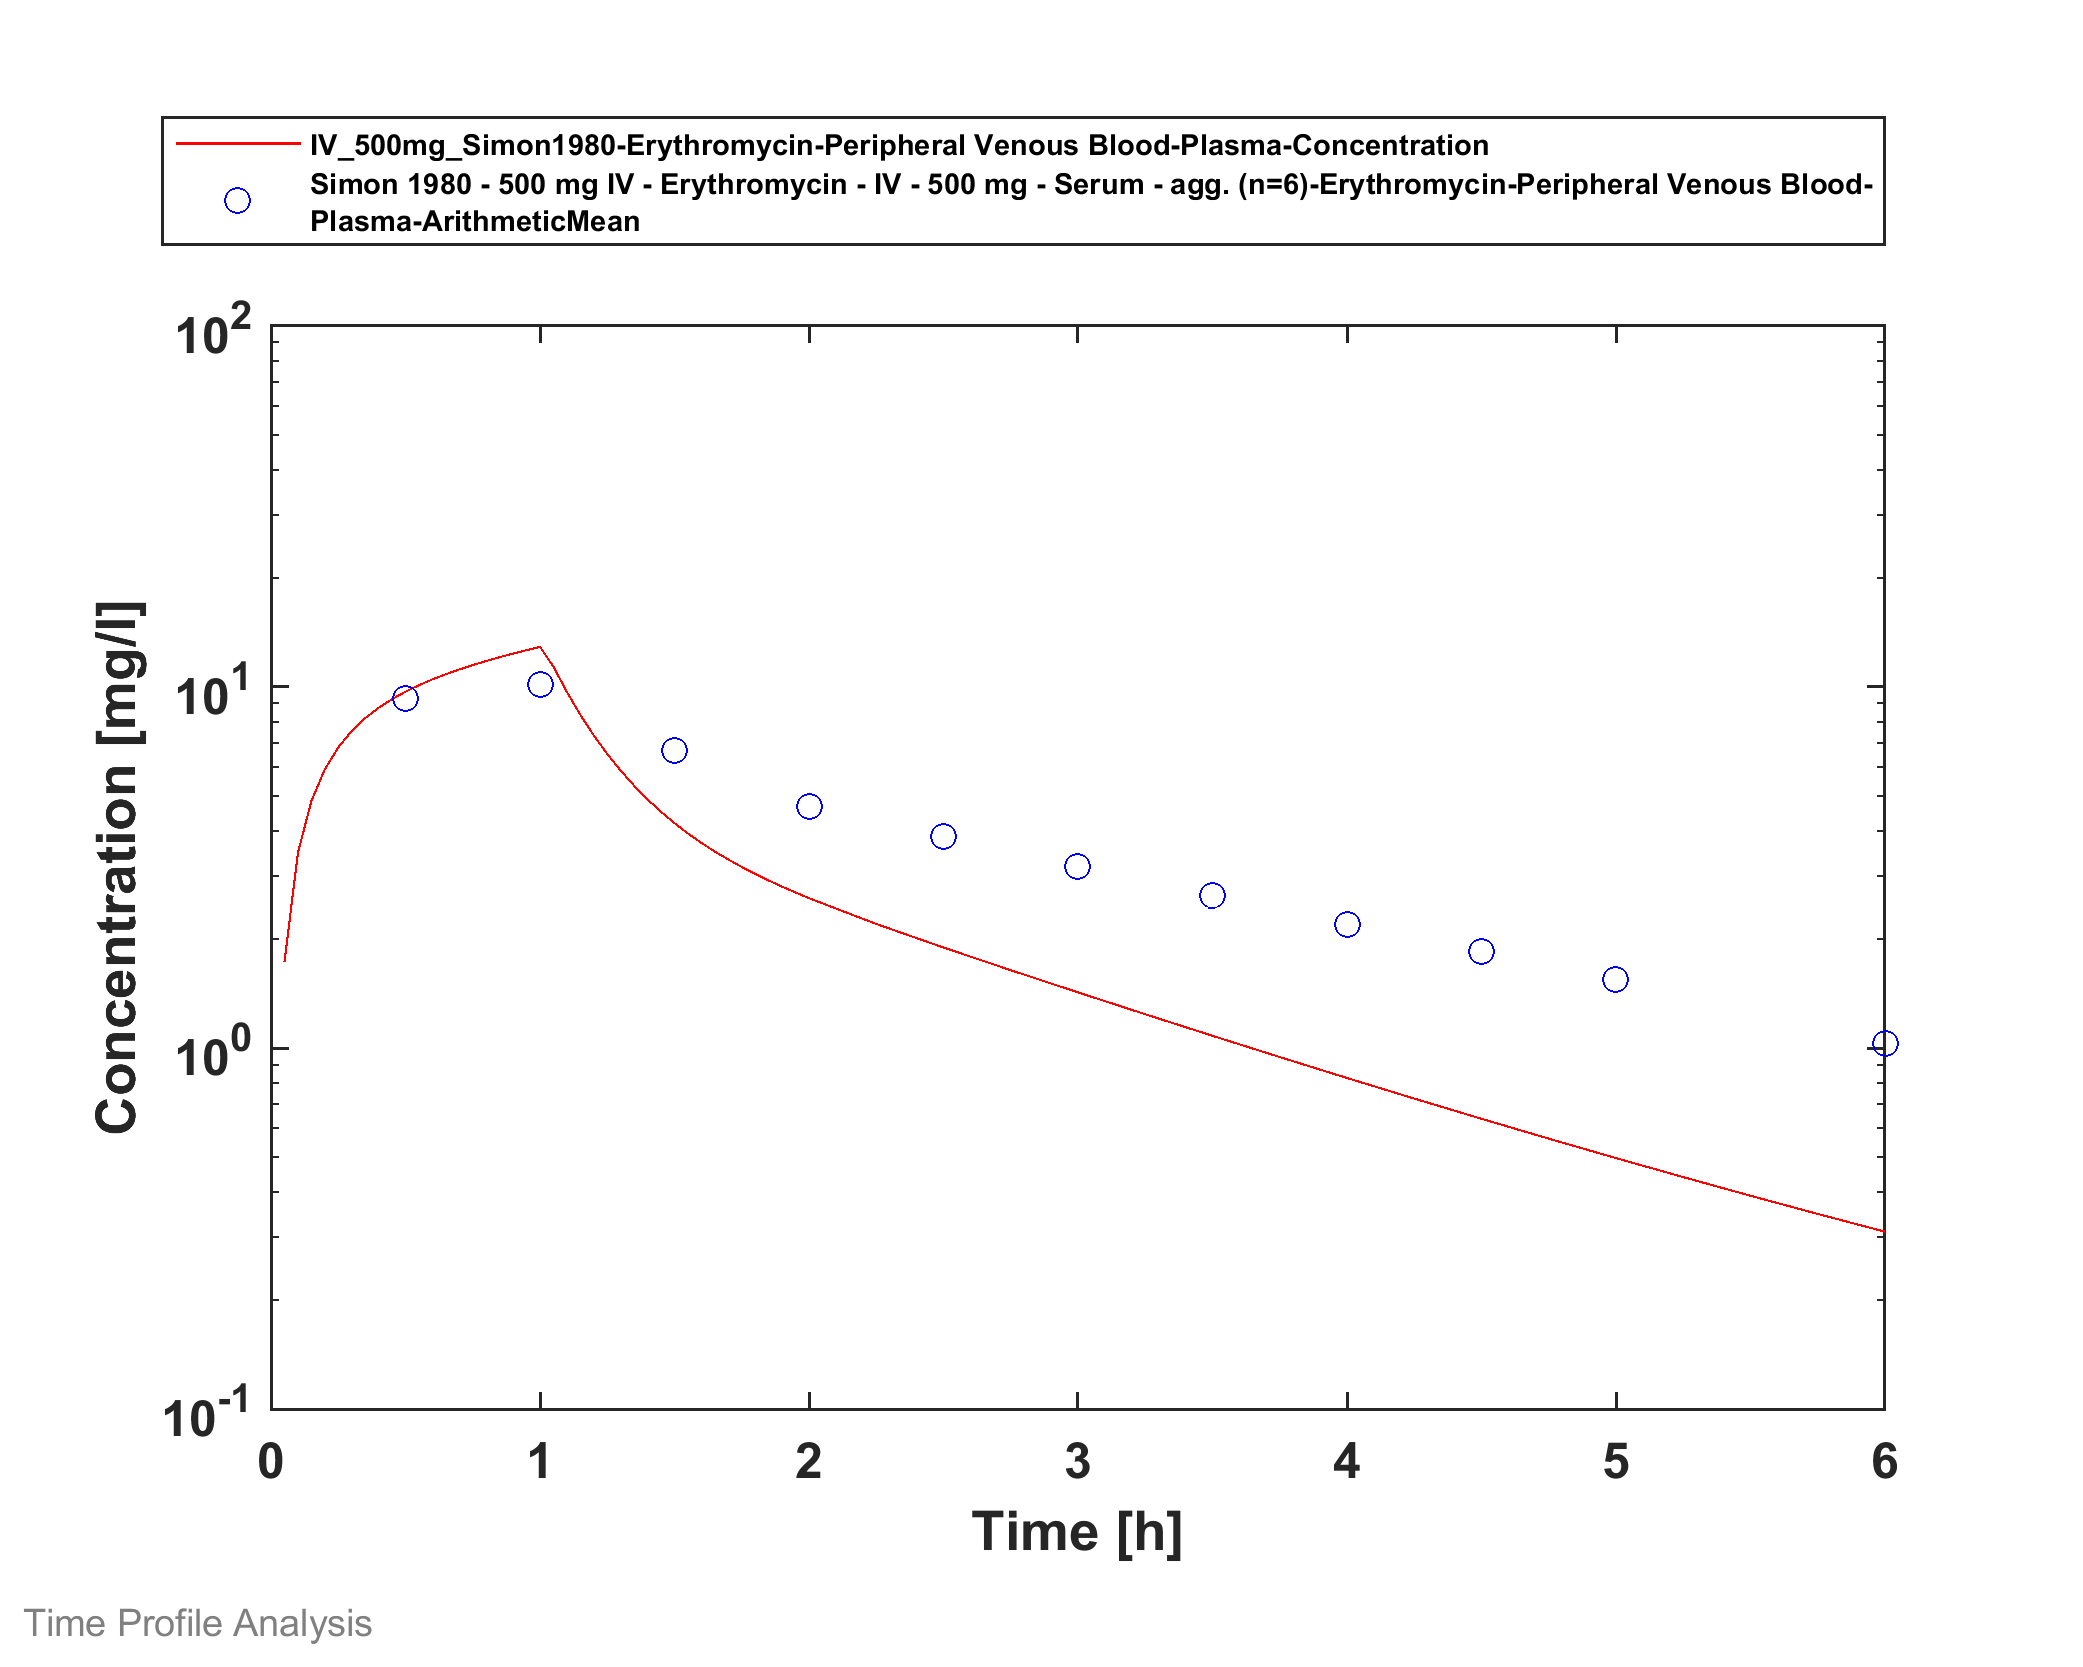 IV_500mg_Simon1980-Erythromycin-Peripheral Venous Blood-Plasma-Concentration
Simon 1980 - 500 mg IV - Erythromycin - IV - 500 mg - Serum - agg. (n=6)-Erythromycin-Peripheral Venous Blood-
Plasma-ArithmeticMean
10^2
10^1
10^0
10^-1
Concentration [mg/l]
0 1 2 3 4 5 6
Time [h]
Time Profile Analysis